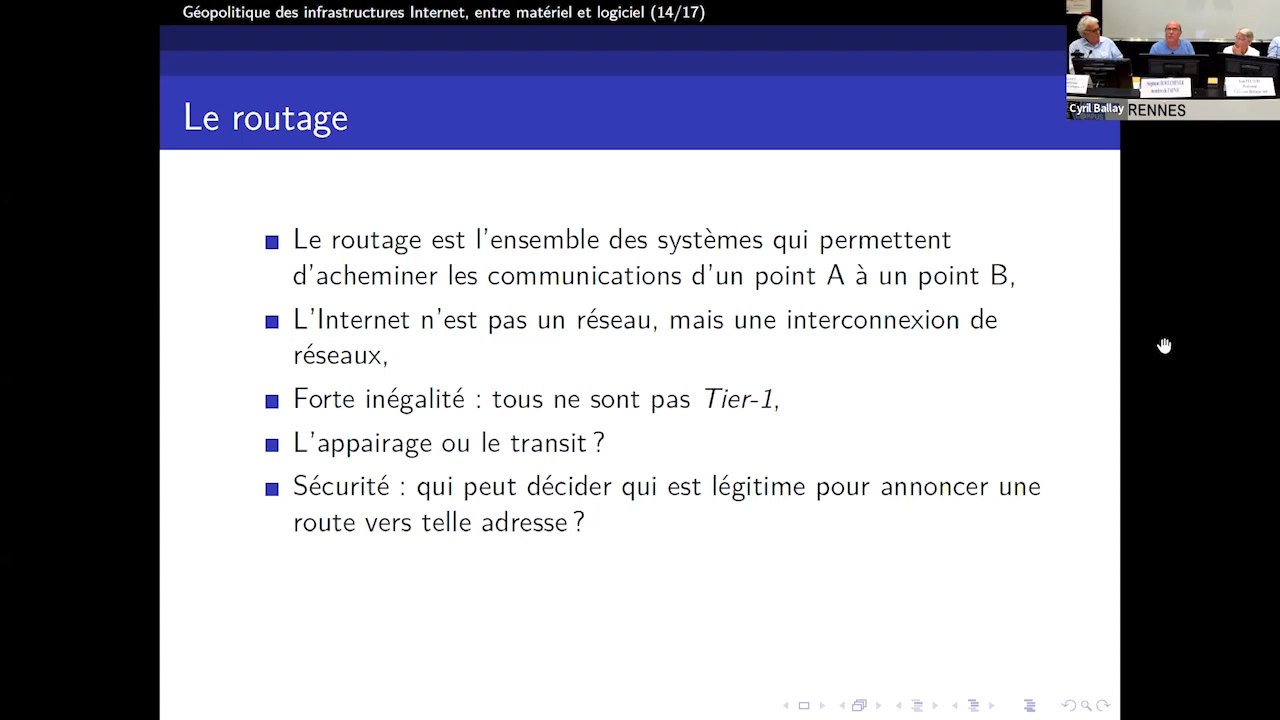 Géopolitique des infrastructures Internet, entre matériel et logiciel (14/17)
Cyril Ballay
RENNES
Le routage
Le routage est l'ensemble des systèmes qui permettent
d'acheminer les communications d'un point A à un point B,
L'Internet n'est pas un réseau, mais une interconnexion de
réseaux,
Forte inégalité : tous ne sont pas Tier-1,
L'appairage ou le transit ?
Sécurité : qui peut décider qui est légitime pour annoncer une
route vers telle adresse ?